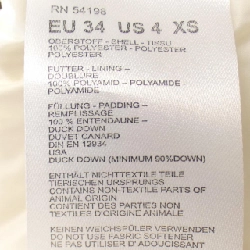 RN 54198
EU 34 US 4 XS
OBERSTOFF - SHELL - TISSU
100% POLYESTER - POLYESTER
POLYESTER
FUTTER - LINING -
DOUBLURE
100% POLYAMID - POLYAMIDE
POLYAMIDE
FÜLLUNG - PADDING -
REMPLISSAGE
100 % ENTENDAUNE -
DUCK DOWN
DUVET CANARD
DIN EN 12934
USA:
DUCK DOWN (MINIMUM 90%DOWN)
ENTHÄLT NICHTTEXTILE TEILE
TIERISCHEN URSPRUNGS
CONTAINS NON-TEXTILE PARTS OF
ANIMAL ORIGIN
CONTIENT DES PARTIES NON
TEXTILES D'ORIGINE ANIMALE
KEINEN WEICHSPÜLER VERWENDEN
DO NOT USE FABRIC SOFTENER
NE PAS UTILISER D'ADOUCISSANT